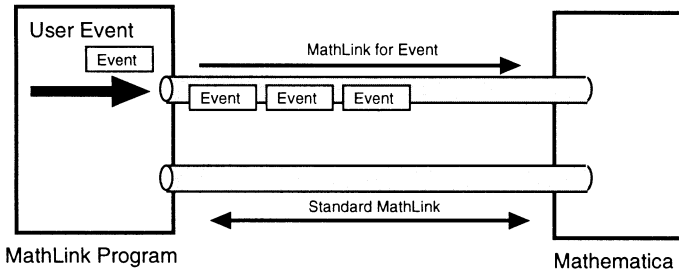 User Event
Event
MathLink for Event
Event Event Event
Standard MathLink
MathLink Program
Mathematica